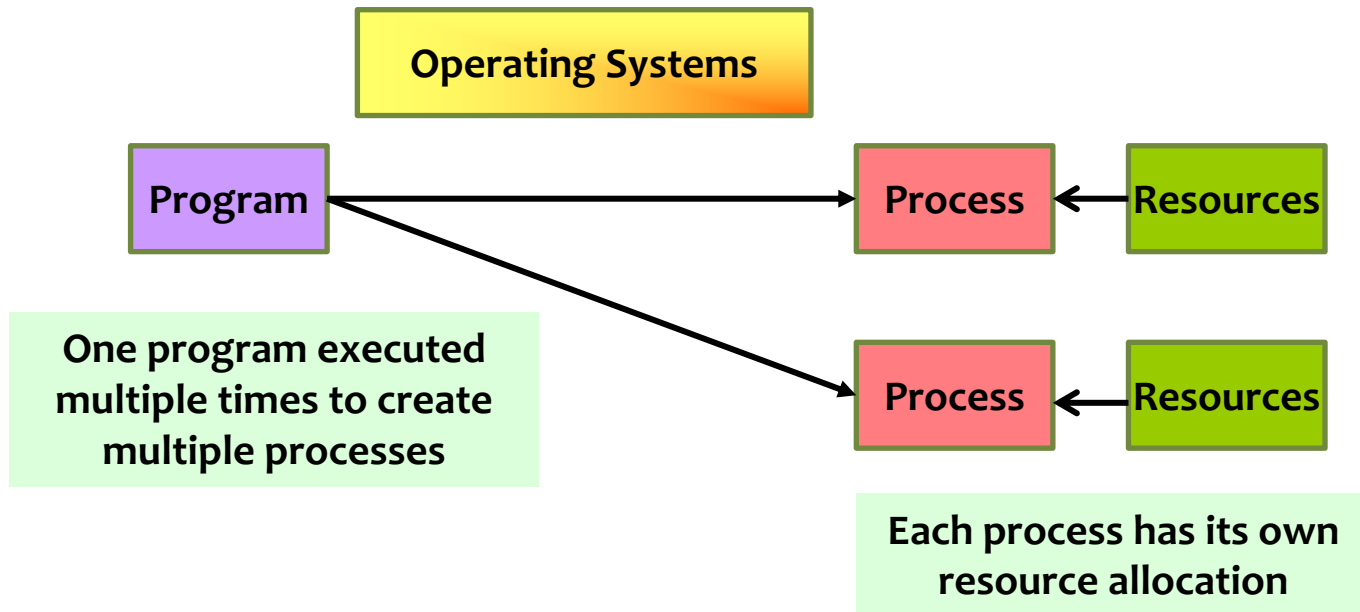 Operating Systems
Program
Process
Resources
One program executed
multiple times to create
multiple processes
Process
Resources
Each process has its own
resource allocation